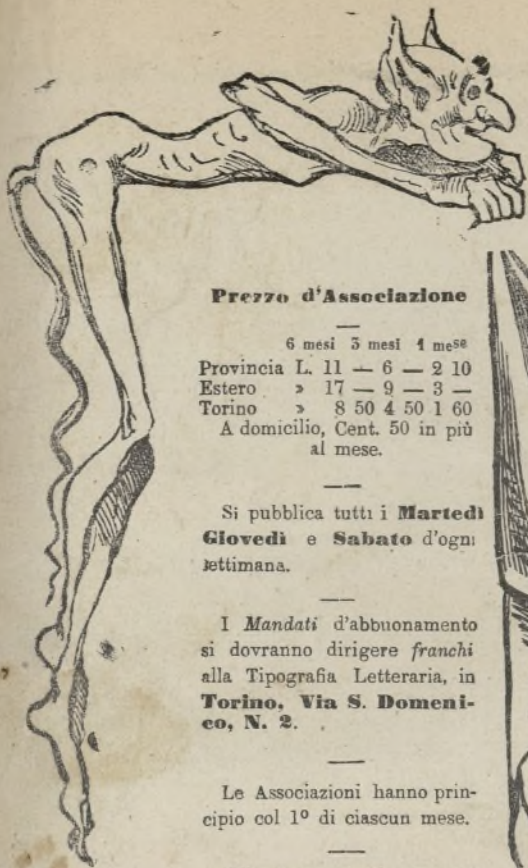 Prezzo d'Associazione
6 mesi 3 mesi 1 mese
Provincia L. 11 — 6 — 2 10
Estero » 17 — 9 — 3 —
Torino » 8 50 4 50 1 60
A domicilio, Cent. 50 in più
al mese.
Si pubblica tutti i Martedì
Giovedì e Sabato d'ogni
settimana.
I Mandati d'abbuonamento
si dovranno dirigere franchi
alla Tipografia Letteraria, in
Torino, Via S. Domeni-
co, N. 2.
Le Associazioni hanno prin-
cipio col 1º di ciascun mese.